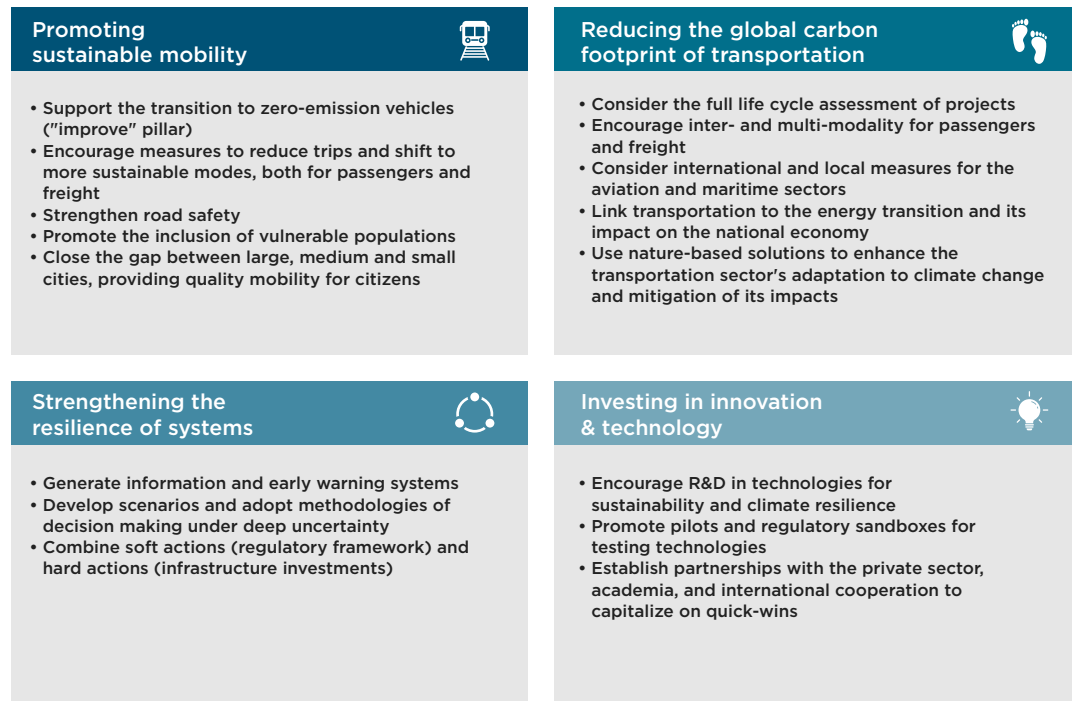 Promoting
sustainable mobility
• Support the transition to zero-emission vehicles
("improve" pillar)
• Encourage measures to reduce trips and shift to
more sustainable modes, both for passengers and
freight
• Strengthen road safety
• Promote the inclusion of vulnerable populations
• Close the gap between large, medium and small
cities, providing quality mobility for citizens
Reducing the global carbon
footprint of transportation
• Consider the full life cycle assessment of projects
• Encourage inter- and multi-modality for passengers
and freight
• Consider international and local measures for the
aviation and maritime sectors
• Link transportation to the energy transition and its
impact on the national economy
• Use nature-based solutions to enhance the
transportation sector's adaptation to climate change
and mitigation of its impacts
Strengthening the
resilience of systems
• Generate information and early warning systems
• Develop scenarios and adopt methodologies of
decision making under deep uncertainty
• Combine soft actions (regulatory framework) and
hard actions (infrastructure investments)
Investing in innovation
& technology
• Encourage R&D in technologies for
sustainability and climate resilience
• Promote pilots and regulatory sandboxes for
testing technologies
• Establish partnerships with the private sector,
academia, and international cooperation to
capitalize on quick-wins